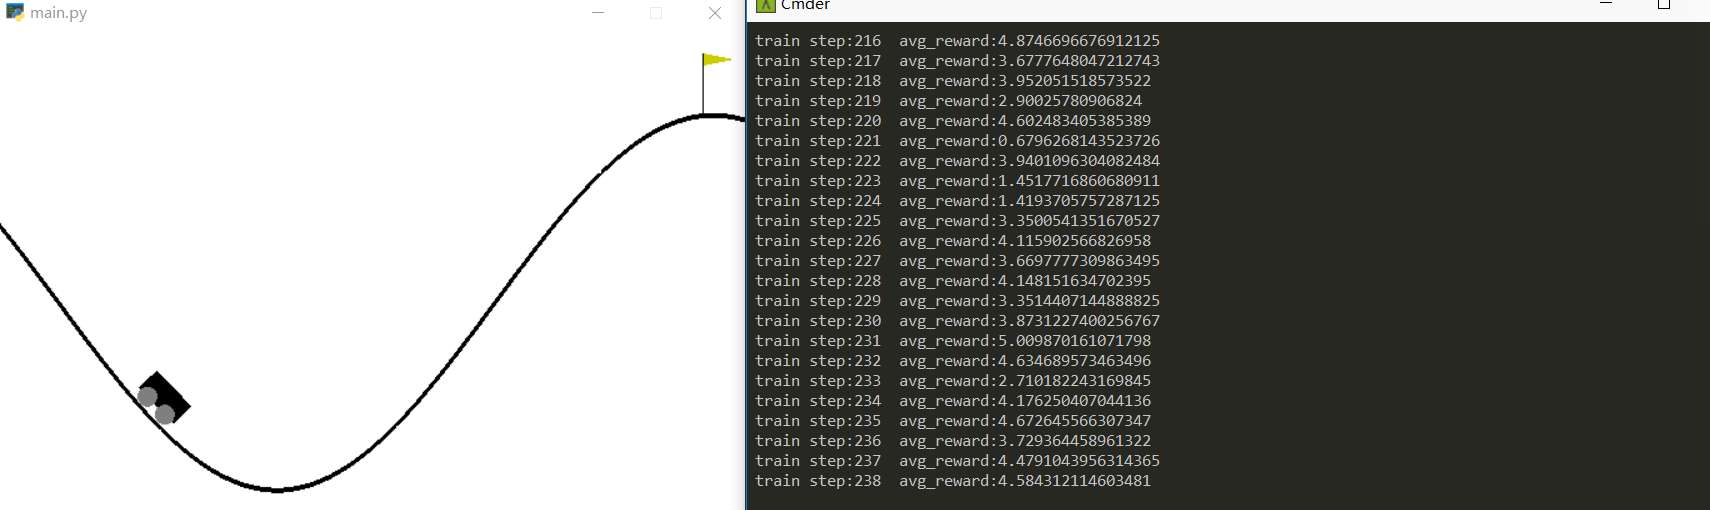 main.py
Cmder
train step:216  avg_reward:4.8746696676912125
train step:217  avg_reward:3.6777648047212743
train step:218  avg_reward:3.952051518573522
train step:219  avg_reward:2.90025780906824
train step:220  avg_reward:4.602483405385389
train step:221  avg_reward:0.6796268143523726
train step:222  avg_reward:3.9401096304082484
train step:223  avg_reward:1.4517716860680911
train step:224  avg_reward:1.4193705757287125
train step:225  avg_reward:3.3500541351670527
train step:226  avg_reward:4.115902566826958
train step:227  avg_reward:3.6697777309863495
train step:228  avg_reward:4.148151634702395
train step:229  avg_reward:3.3514407144888825
train step:230  avg_reward:3.8731227400256767
train step:231  avg_reward:5.009870161071798
train step:232  avg_reward:4.634689573463496
train step:233  avg_reward:2.710182243169845
train step:234  avg_reward:4.176250407044136
train step:235  avg_reward:4.672645566307347
train step:236  avg_reward:3.729364458961322
train step:237  avg_reward:4.4791043956314365
train step:238  avg_reward:4.584312114603481